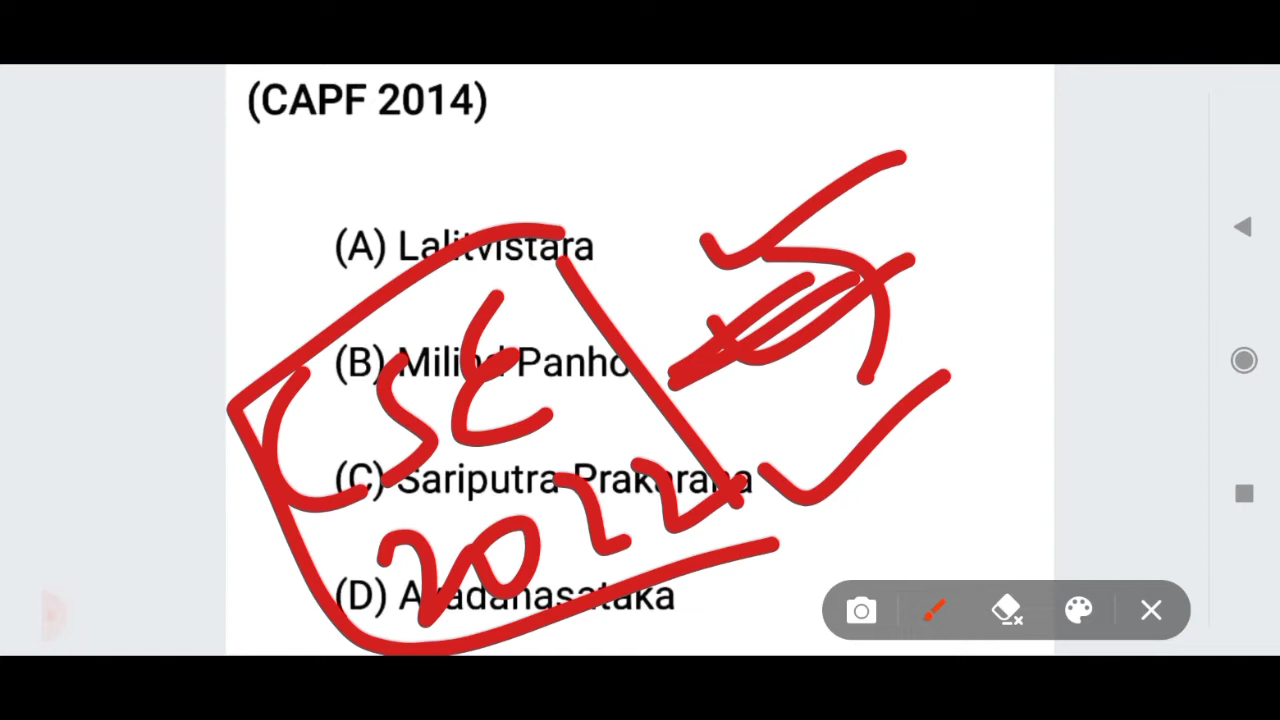 (CAPF 2014)
(A) Lalitvistara
(B) Milind Panho
(C) Sariputra Prakarana
(D) Avadanasataka
CSE
2022